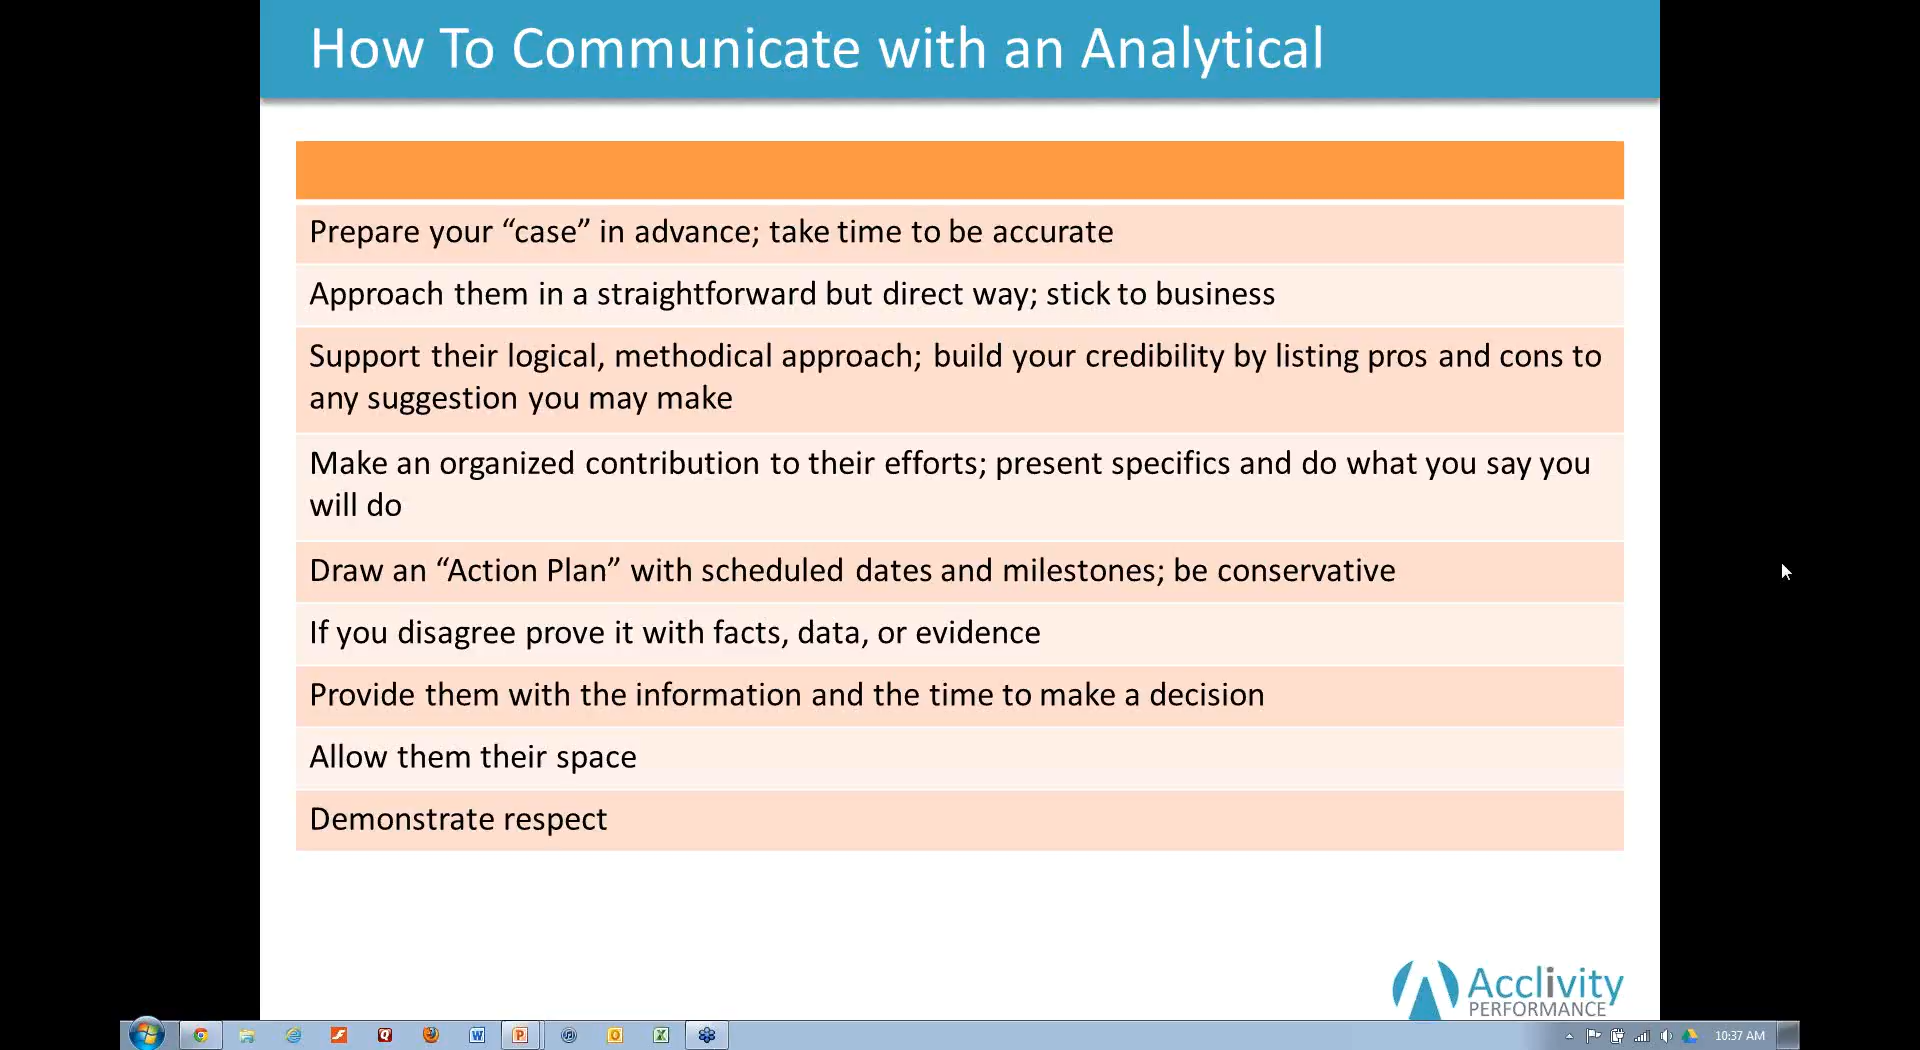 How To Communicate with an Analytical
Prepare your “case” in advance; take time to be accurate
Approach them in a straightforward but direct way; stick to business
Support their logical, methodical approach; build your credibility by listing pros and cons to
any suggestion you may make
Make an organized contribution to their efforts; present specifics and do what you say you
will do
Draw an “Action Plan” with scheduled dates and milestones; be conservative
If you disagree prove it with facts, data, or evidence
Provide them with the information and the time to make a decision
Allow them their space
Demonstrate respect
Acclivity
PERFORMANCE
10:37 AM